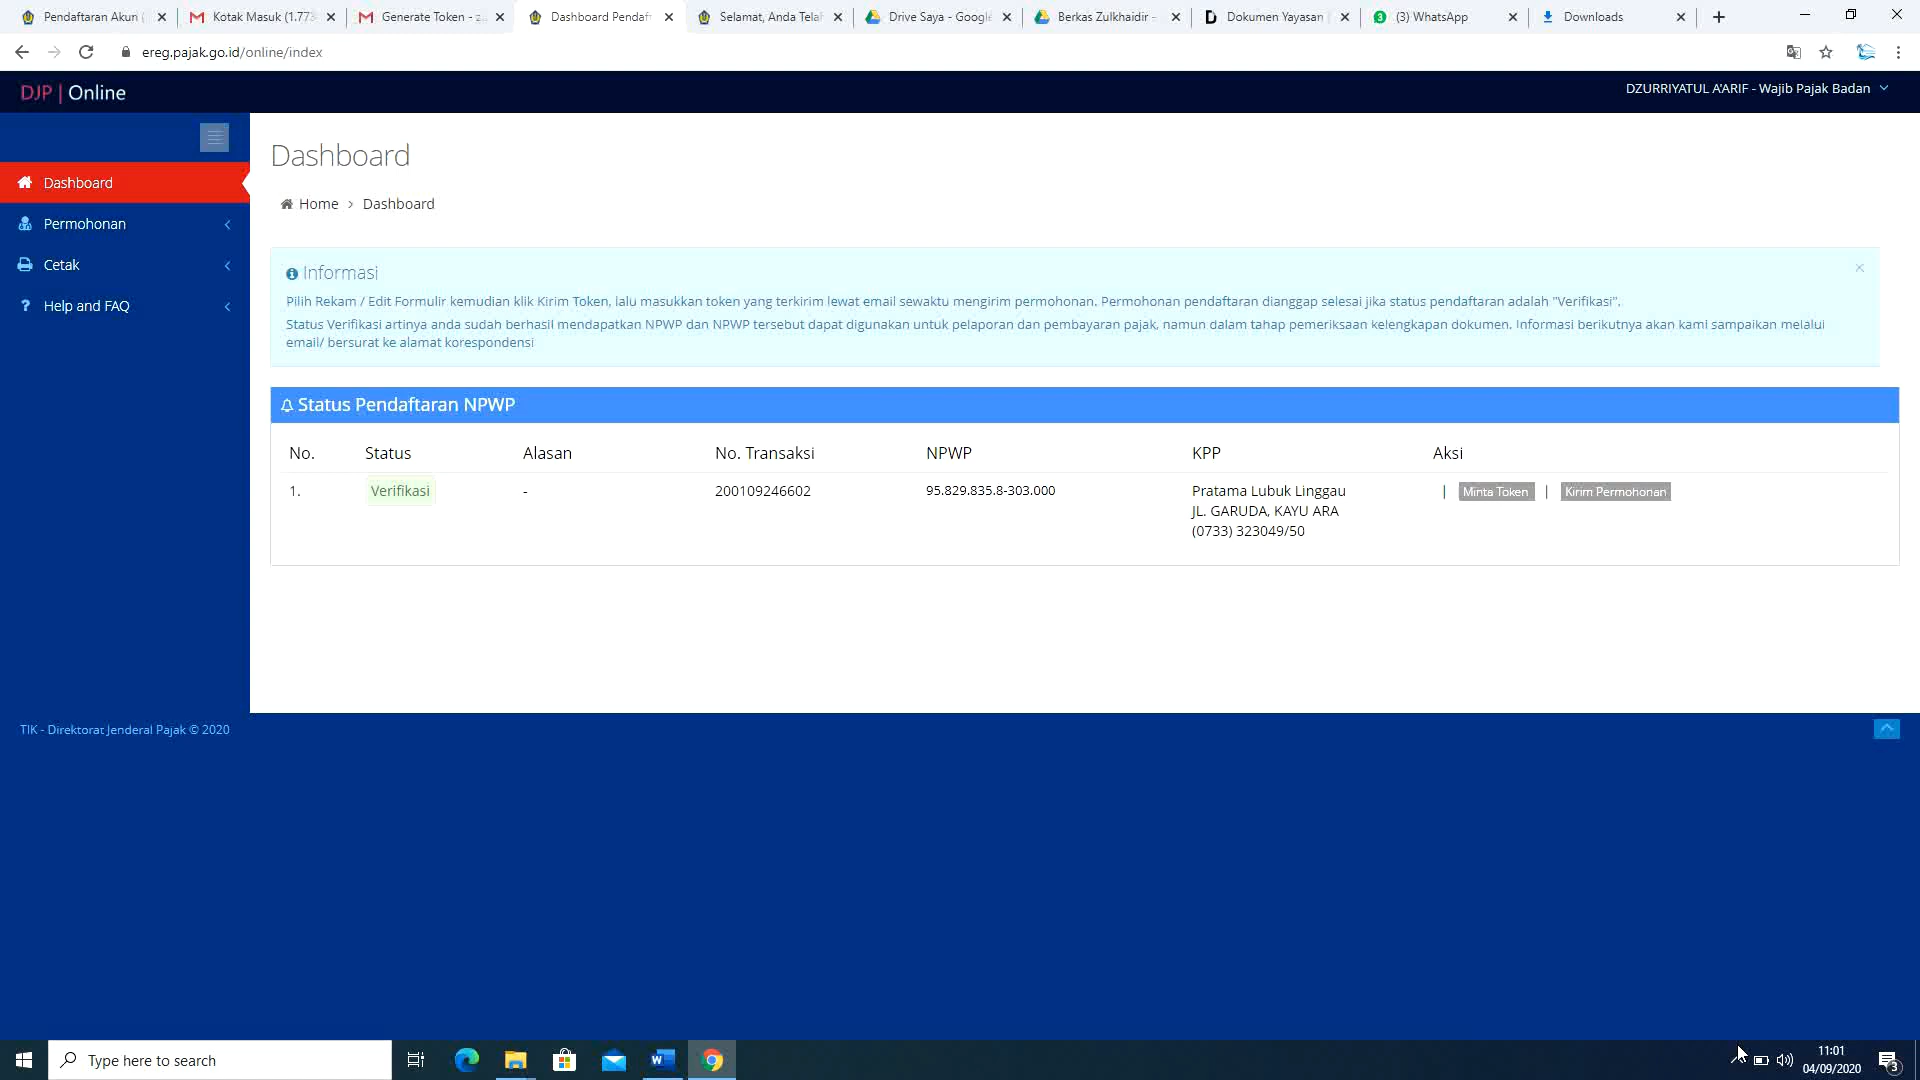 Pendaftaran Akun
Kotak Masuk (1.773
Generate Token - z
Dashboard Pendaf
Selamat, Anda Tela
Drive Saya - Google
Berkas Zulkhaidir -
Dokumen Yayasan
(3) WhatsApp
Downloads
ereg.pajak.go.id/online/index
DJP | Online
DZURRIYATUL A'ARIF - Wajib Pajak Badan
Dashboard
Permohonan
Cetak
Help and FAQ
Dashboard
Home > Dashboard
Informasi
Pilih Rekam / Edit Formulir kemudian klik Kirim Token, lalu masukkan token yang terkirim lewat email sewaktu mengirim permohonan. Permohonan pendaftaran dianggap selesai jika status pendaftaran adalah "Verifikasi".
Status Verifikasi artinya anda sudah berhasil mendapatkan NPWP dan NPWP tersebut dapat digunakan untuk pelaporan dan pembayaran pajak, namun dalam tahap pemeriksaan kelengkapan dokumen. Informasi berikutnya akan kami sampaikan melalui
email/ bersurat ke alamat korespondensi
Status Pendaftaran NPWP
No. Status Alasan No. Transaksi NPWP KPP Aksi
1. Verifikasi - 200109246602 95.829.835.8-303.000 Pratama Lubuk Linggau | Minta Token | Kirim Permohonan
JL. GARUDA, KAYU ARA
(0733) 323049/50
TIK - Direktorat Jenderal Pajak © 2020
Type here to search
11:01
04/09/2020
3